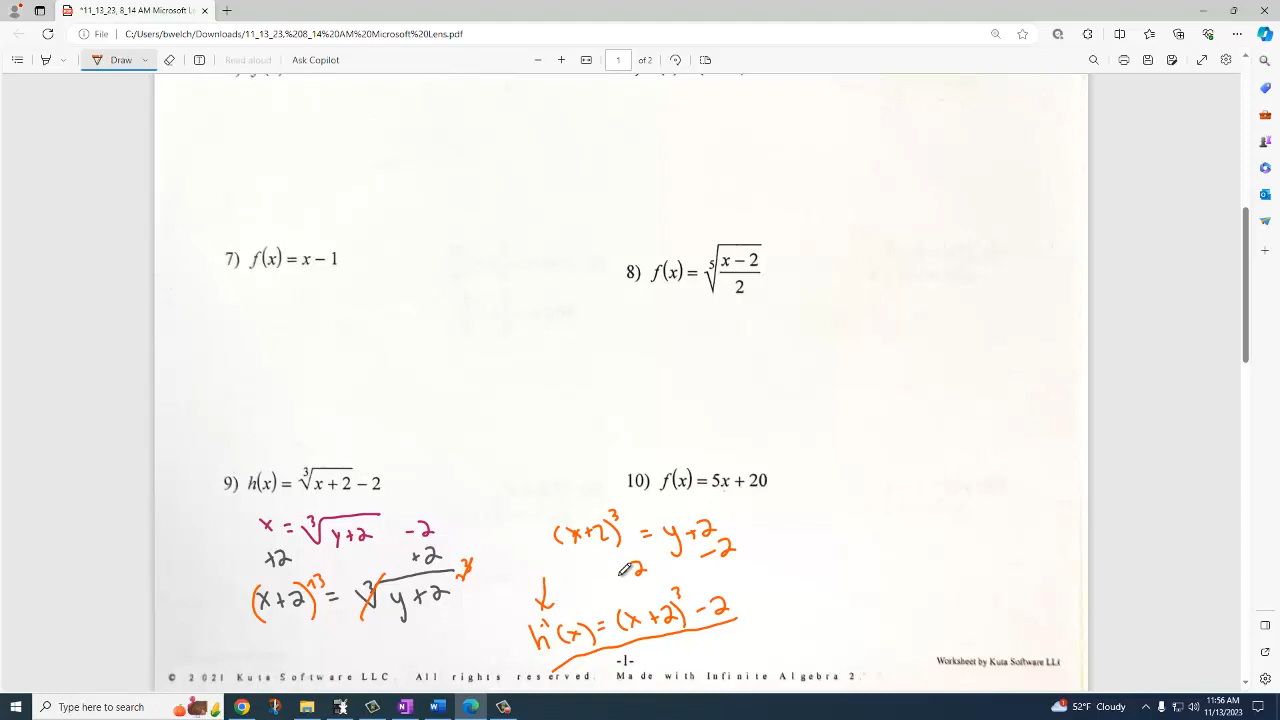 *11_13_23, 8_14 AM Microsoft L
File C:/Users/bwelch/Downloads/11_13_23,%208_14%20AM%20Microsoft%20Lens.pdf
Draw Read aloud Ask Copilot 1 of 2
7) f(x) = x − 1
8) f(x) = ⁵√((x − 2)/2)
9) h(x) = ³√(x + 2) − 2
10) f(x) = 5x + 20
x = ³√(y+2) -2
+2 +2
(x+2)^3 = ³√(y+2)^3
(x+2)³ = y+2
-2
-2
h⁻¹(x) = (x+2)³ - 2
-1-
Worksheet by Kuta Software LLC
© 2021 Kuta Software LLC. All rights reserved. Made with Infinite Algebra 2.
Type here to search
52°F Cloudy
11:56 AM
11/13/2023